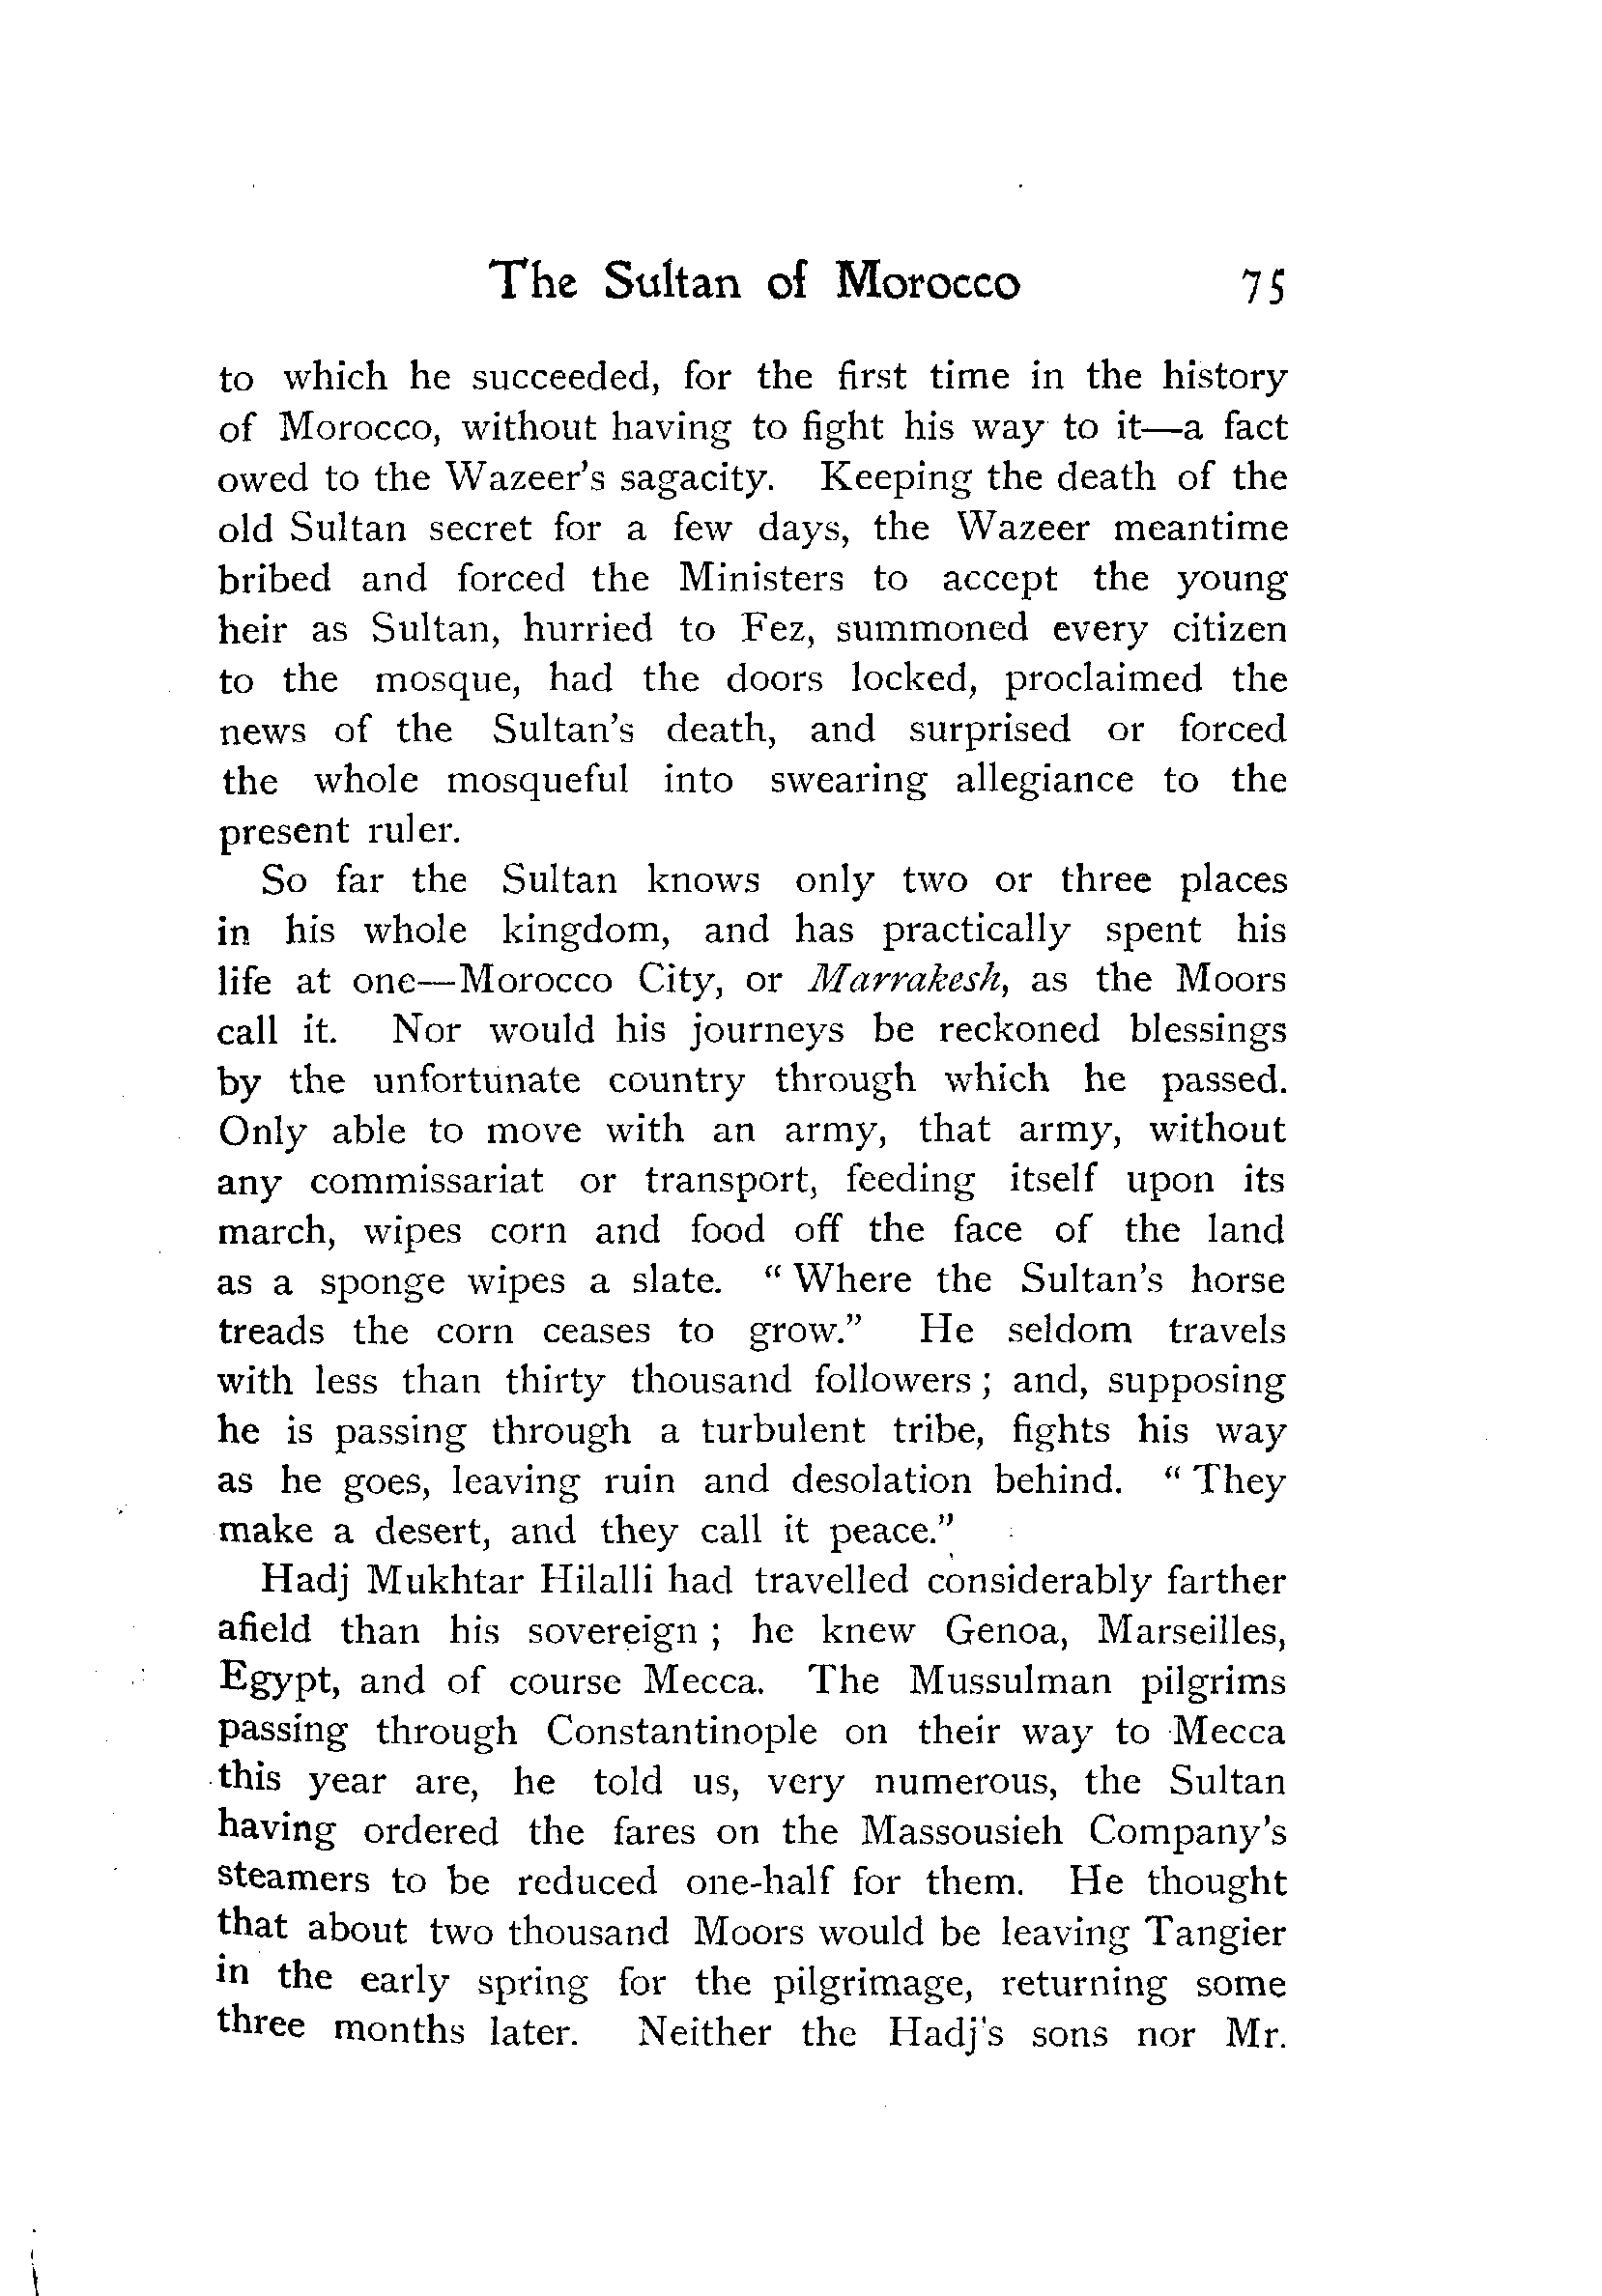 The Sultan of Morocco 75
to which he succeeded, for the first time in the history
of Morocco, without having to fight his way to it—a fact
owed to the Wazeer's sagacity. Keeping the death of the
old Sultan secret for a few days, the Wazeer meantime
bribed and forced the Ministers to accept the young
heir as Sultan, hurried to Fez, summoned every citizen
to the mosque, had the doors locked, proclaimed the
news of the Sultan's death, and surprised or forced
the whole mosqueful into swearing allegiance to the
present ruler.
So far the Sultan knows only two or three places
in his whole kingdom, and has practically spent his
life at one—Morocco City, or Marrakesh, as the Moors
call it. Nor would his journeys be reckoned blessings
by the unfortunate country through which he passed.
Only able to move with an army, that army, without
any commissariat or transport, feeding itself upon its
march, wipes corn and food off the face of the land
as a sponge wipes a slate. "Where the Sultan's horse
treads the corn ceases to grow." He seldom travels
with less than thirty thousand followers; and, supposing
he is passing through a turbulent tribe, fights his way
as he goes, leaving ruin and desolation behind. "They
make a desert, and they call it peace."
Hadj Mukhtar Hilalli had travelled considerably farther
afield than his sovereign; he knew Genoa, Marseilles,
Egypt, and of course Mecca. The Mussulman pilgrims
passing through Constantinople on their way to Mecca
this year are, he told us, very numerous, the Sultan
having ordered the fares on the Massousieh Company's
steamers to be reduced one-half for them. He thought
that about two thousand Moors would be leaving Tangier
in the early spring for the pilgrimage, returning some
three months later. Neither the Hadj's sons nor Mr.